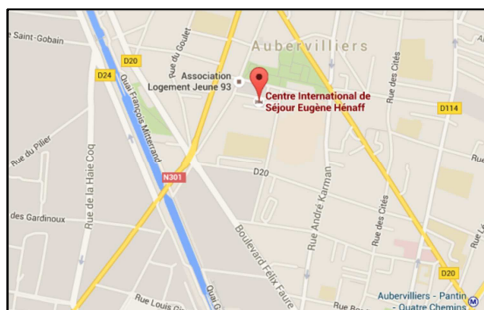 e Saint-Gobain
D20
Rue du Goulet
Aubervilliers
D24
Association
Logement Jeune 93
Centre International de
Séjour Eugène Hénaff
Rue des Cités
D114
Quai François Mitterrand
Rue du Pilier
Rue de la Haie Coq
N301
D20
Rue André Karman
Rue des Cités
des Gardinoux
Boulevard Félix Faure
D20
Rue Louis
Quai G
Aubervilliers - Pantin
- Quatre Chemins
M